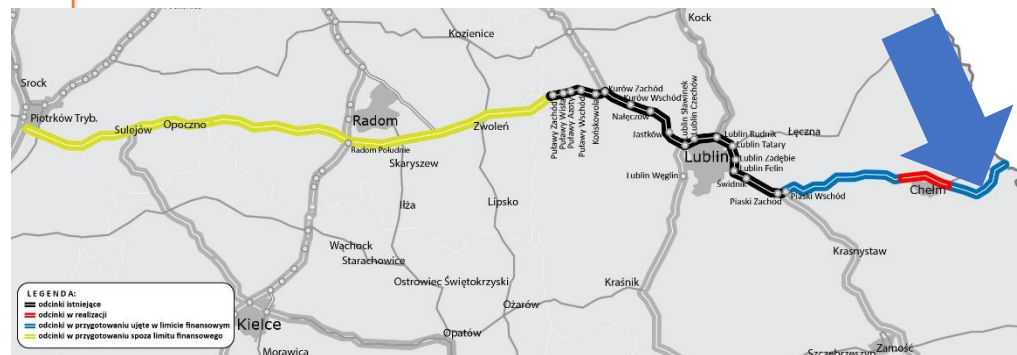 Kock
Kozienice
Srock
Kurów Zachód
Kurów Wschód
Puławy Zachód
Puławy Wisła
Puławy Azoty
Puławy Wschód
Końskowola
Nałęczów
Lublin Sławinek
Lublin Czechów
Piotrków Tryb.
Sulejów
Opoczno
Radom
Zwoleń
Jastków
Lublin Rudnik
Łęczna
Lublin Tatary
Radom Południe
Skaryszew
Lublin
Lublin Zadębie
Lublin Felin
Lublin Węglin
Świdnik
Chełm
Piaski Zachód
Piaski Wschód
Iłża
Lipsko
Wąchock
Starachowice
Krasnystaw
Ostrowiec Świętokrzyski
Kraśnik
Ożarów
LEGENDA:
odcinki istniejące
odcinki w realizacji
odcinki w przygotowaniu ujęte w limicie finansowym
odcinki w przygotowaniu spoza limitu finansowego
Kielce
Opatów
Zamość
Morawica
Szczebrzeszyn